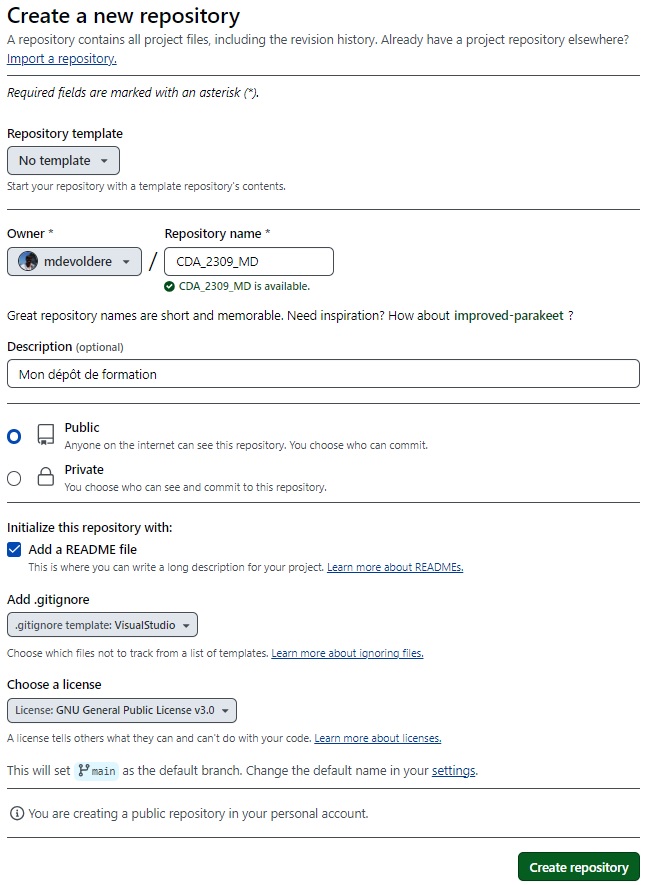 Create a new repository
A repository contains all project files, including the revision history. Already have a project repository elsewhere?
Import a repository.
Required fields are marked with an asterisk (*).
Repository template
No template
Start your repository with a template repository's contents.
Owner *
Repository name *
mdevoldere
/
CDA_2309_MD
CDA_2309_MD is available.
Great repository names are short and memorable. Need inspiration? How about improved-parakeet ?
Description (optional)
Mon dépôt de formation
Public
Anyone on the internet can see this repository. You choose who can commit.
Private
You choose who can see and commit to this repository.
Initialize this repository with:
Add a README file
This is where you can write a long description for your project. Learn more about READMEs.
Add .gitignore
.gitignore template: VisualStudio
Choose which files not to track from a list of templates. Learn more about ignoring files.
Choose a license
License: GNU General Public License v3.0
A license tells others what they can and can't do with your code. Learn more about licenses.
This will set main as the default branch. Change the default name in your settings.
You are creating a public repository in your personal account.
Create repository